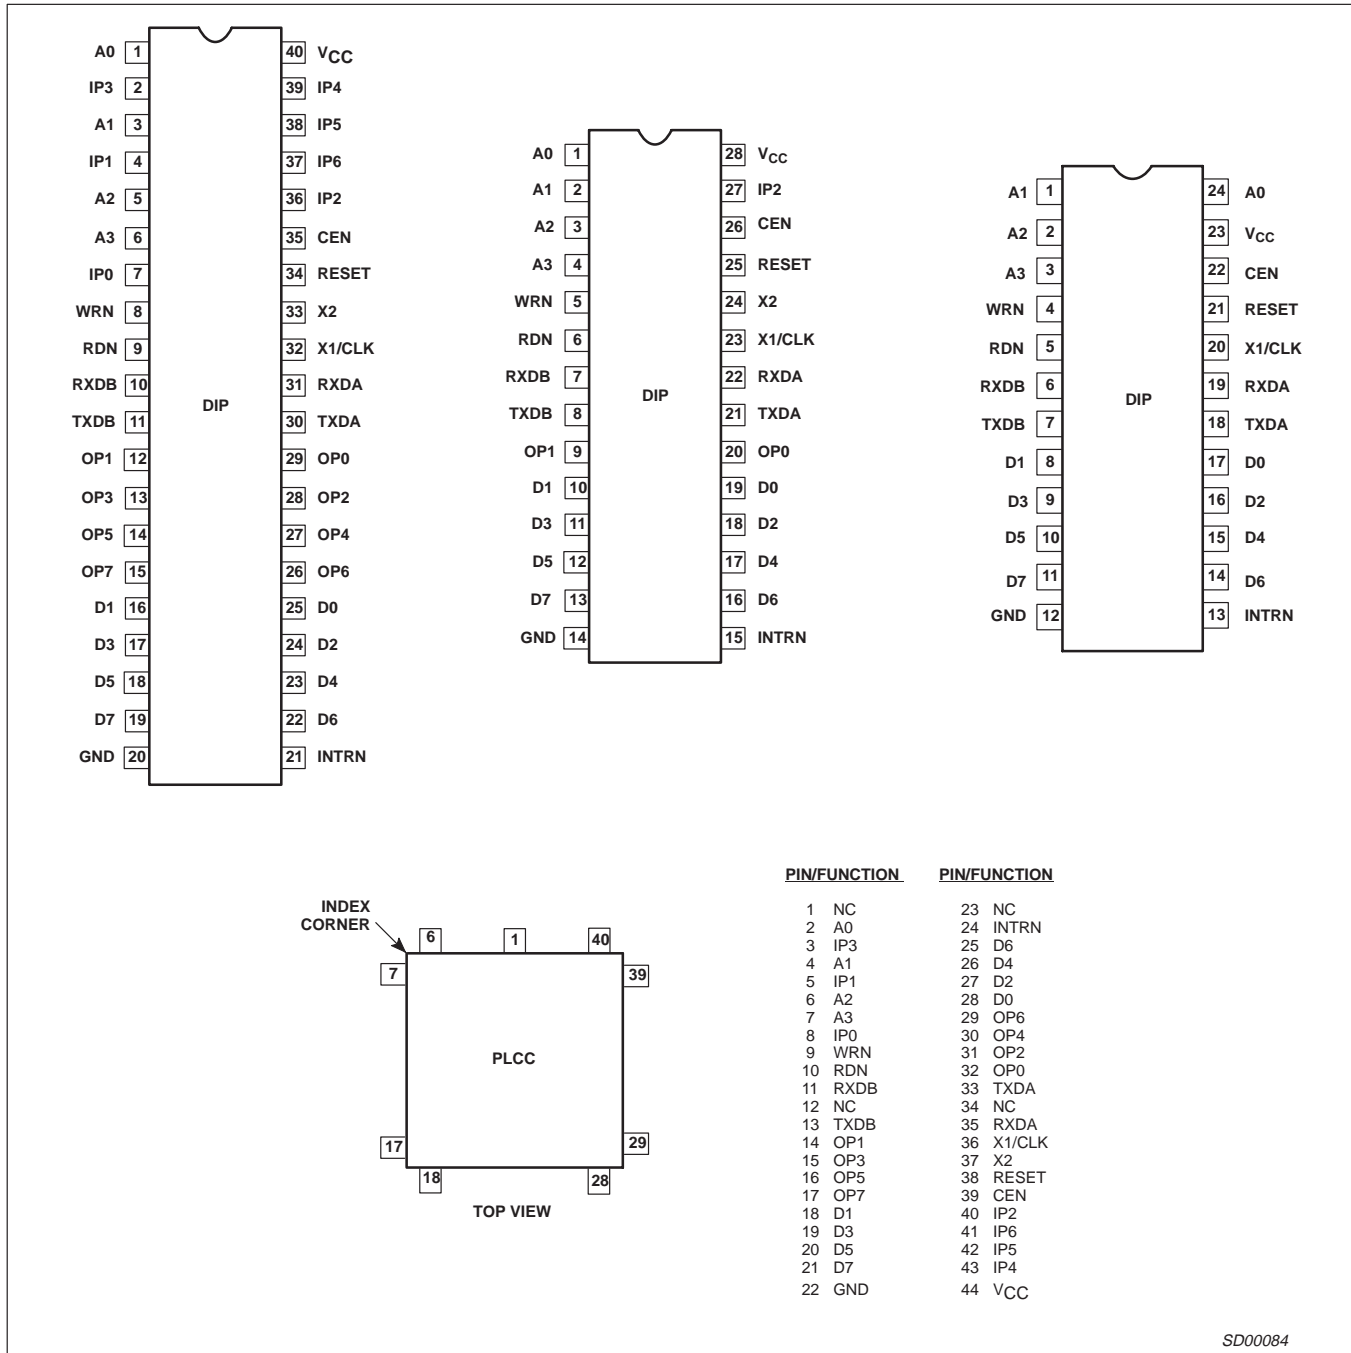 A0 1 40 VCC
IP3 2 39 IP4
A1 3 38 IP5
IP1 4 37 IP6
A2 5 36 IP2
A3 6 35 CEN
IP0 7 34 RESET
WRN 8 33 X2
RDN 9 32 X1/CLK
RXDB 10 31 RXDA
DIP
TXDB 11 30 TXDA
OP1 12 29 OP0
OP3 13 28 OP2
OP5 14 27 OP4
OP7 15 26 OP6
D1 16 25 D0
D3 17 24 D2
D5 18 23 D4
D7 19 22 D6
GND 20 21 INTRN
A0 1 28 VCC
A1 2 27 IP2
A2 3 26 CEN
A3 4 25 RESET
WRN 5 24 X2
RDN 6 23 X1/CLK
RXDB 7 22 RXDA
DIP
TXDB 8 21 TXDA
OP1 9 20 OP0
D1 10 19 D0
D3 11 18 D2
D5 12 17 D4
D7 13 16 D6
GND 14 15 INTRN
A1 1 24 A0
A2 2 23 VCC
A3 3 22 CEN
WRN 4 21 RESET
RDN 5 20 X1/CLK
RXDB 6 19 RXDA
DIP
TXDB 7 18 TXDA
D1 8 17 D0
D3 9 16 D2
D5 10 15 D4
D7 11 14 D6
GND 12 13 INTRN
INDEX
CORNER
6 1 40
7 39
PLCC
17 29
18 28
TOP VIEW
PIN/FUNCTION PIN/FUNCTION
1 NC 23 NC
2 A0 24 INTRN
3 IP3 25 D6
4 A1 26 D4
5 IP1 27 D2
6 A2 28 D0
7 A3 29 OP6
8 IP0 30 OP4
9 WRN 31 OP2
10 RDN 32 OP0
11 RXDB 33 TXDA
12 NC 34 NC
13 TXDB 35 RXDA
14 OP1 36 X1/CLK
15 OP3 37 X2
16 OP5 38 RESET
17 OP7 39 CEN
18 D1 40 IP2
19 D3 41 IP6
20 D5 42 IP5
21 D7 43 IP4
22 GND 44 VCC
SD00084